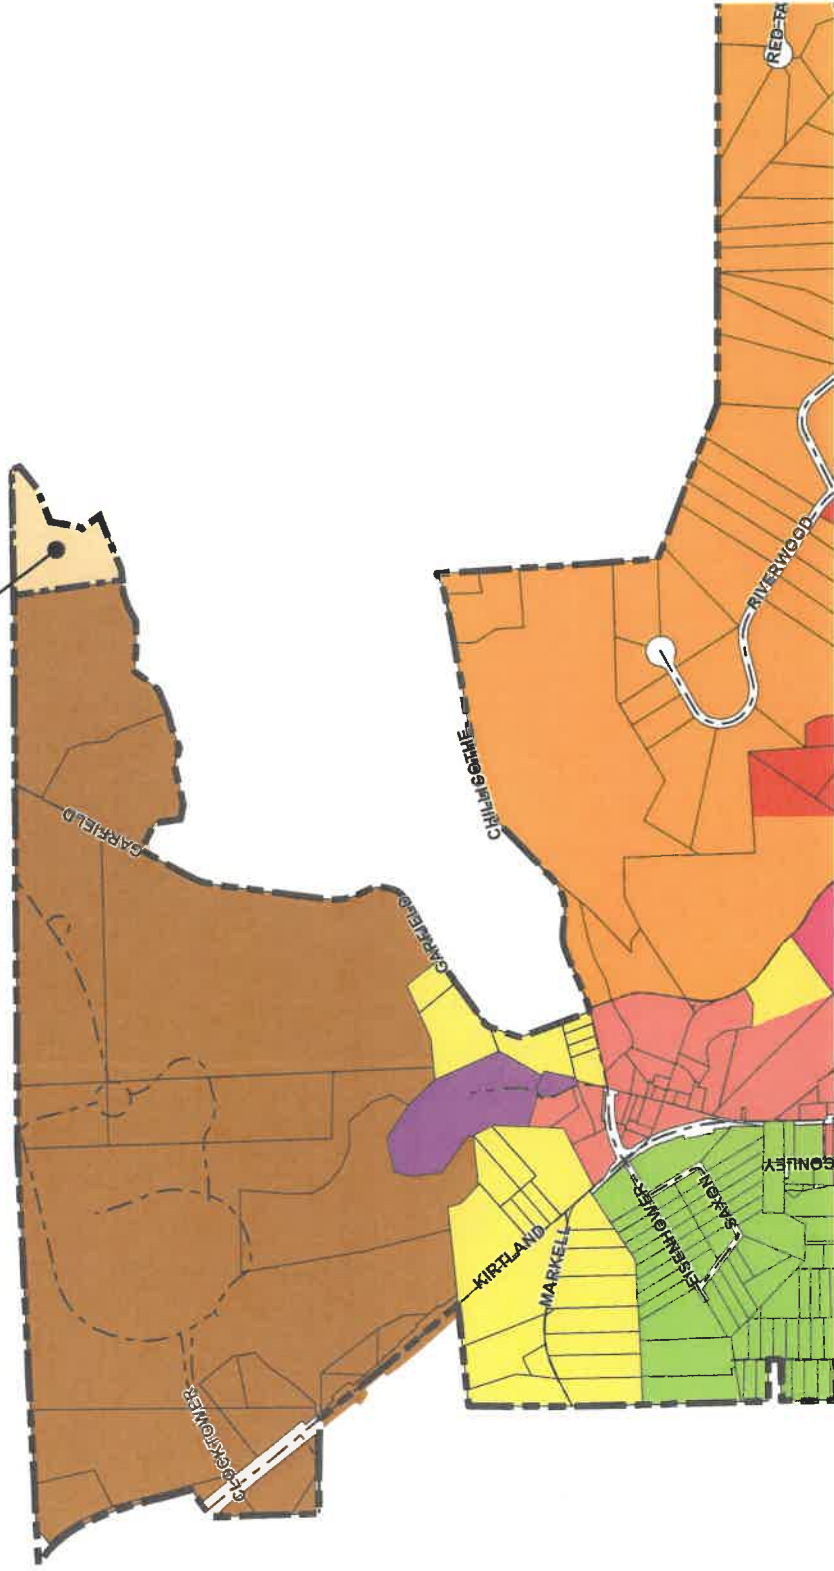 RED TA
RIVERWOOD
CHILLICOTHE
GARFIELD
GARFIELD
CONLEY
EISENHOWER
SAXON
KIRTLAND
MARKELL
CLOCKTOWER